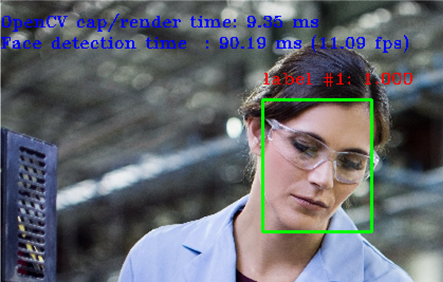 OpenCV cap/render time: 9.35 ms
Face detection time  : 90.19 ms (11.09 fps)
label #1: 1.000